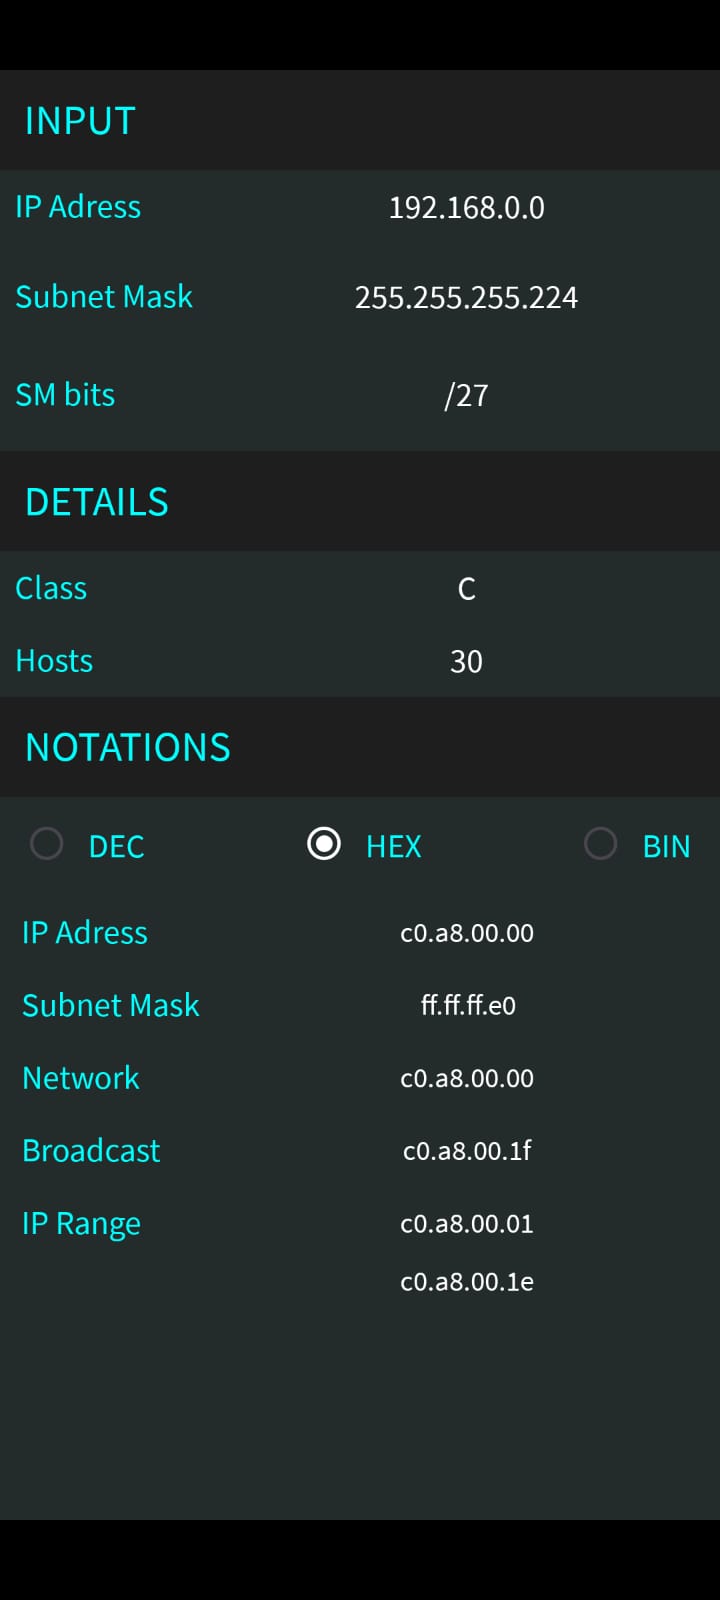 INPUT
IP Adress 192.168.0.0
Subnet Mask 255.255.255.224
SM bits /27
DETAILS
Class C
Hosts 30
NOTATIONS
DEC HEX BIN
IP Adress c0.a8.00.00
Subnet Mask ff.ff.ff.e0
Network c0.a8.00.00
Broadcast c0.a8.00.1f
IP Range c0.a8.00.01
c0.a8.00.1e